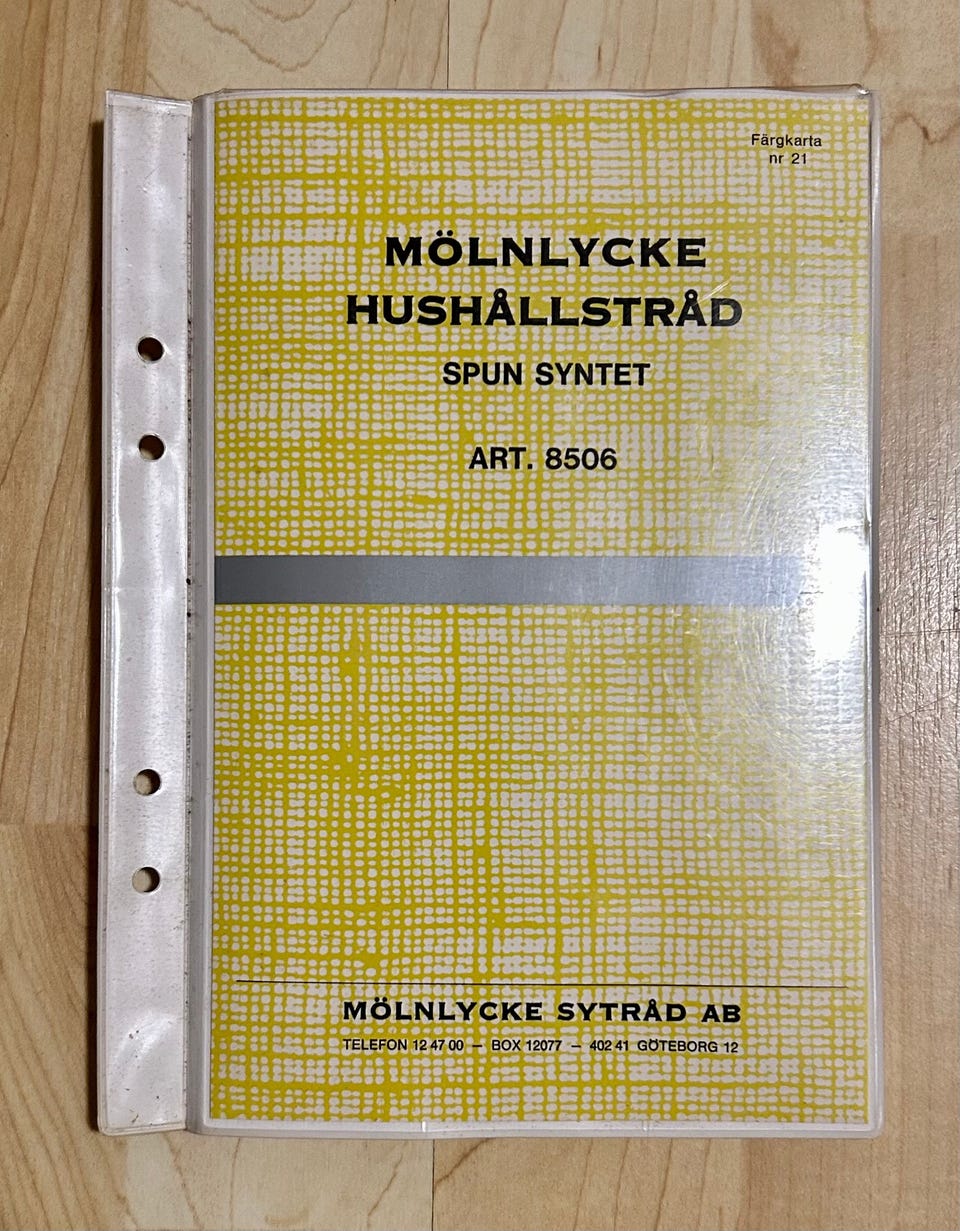 Färgkarta
nr 21
MÖLNLYCKE
HUSHÅLLSTRÅD
SPUN SYNTET
ART. 8506
MÖLNLYCKE SYTRÅD AB
TELEFON 12 47 00 — BOX 12077 — 402 41 GÖTEBORG 12